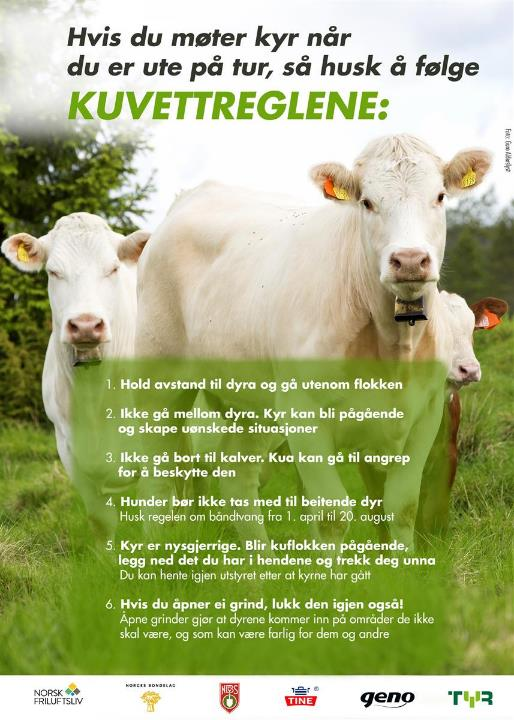 Hvis du møter kyr når
du er ute på tur, så husk å følge
KUVETTREGLENE:
1. Hold avstand til dyra og gå utenom flokken
2. Ikke gå mellom dyra. Kyr kan bli pågående
og skape uønskede situasjoner
3. Ikke gå bort til kalver. Kua kan gå til angrep
for å beskytte den
4. Hunder bør ikke tas med til beitende dyr
Husk regelen om båndtvang fra 1. april til 20. august
5. Kyr er nysgjerrige. Blir kuflokken pågående,
legg ned det du har i hendene og trekk deg unna
Du kan hente igjen utstyret etter at kyrne har gått
6. Hvis du åpner ei grind, lukk den igjen også!
Åpne grinder gjør at dyrene kommer inn på områder de ikke
skal være, og som kan være farlig for dem og andre
NORSK
FRILUFTSLIV
NORGES BONDELAG
NBS
TINE®
geno
TYR